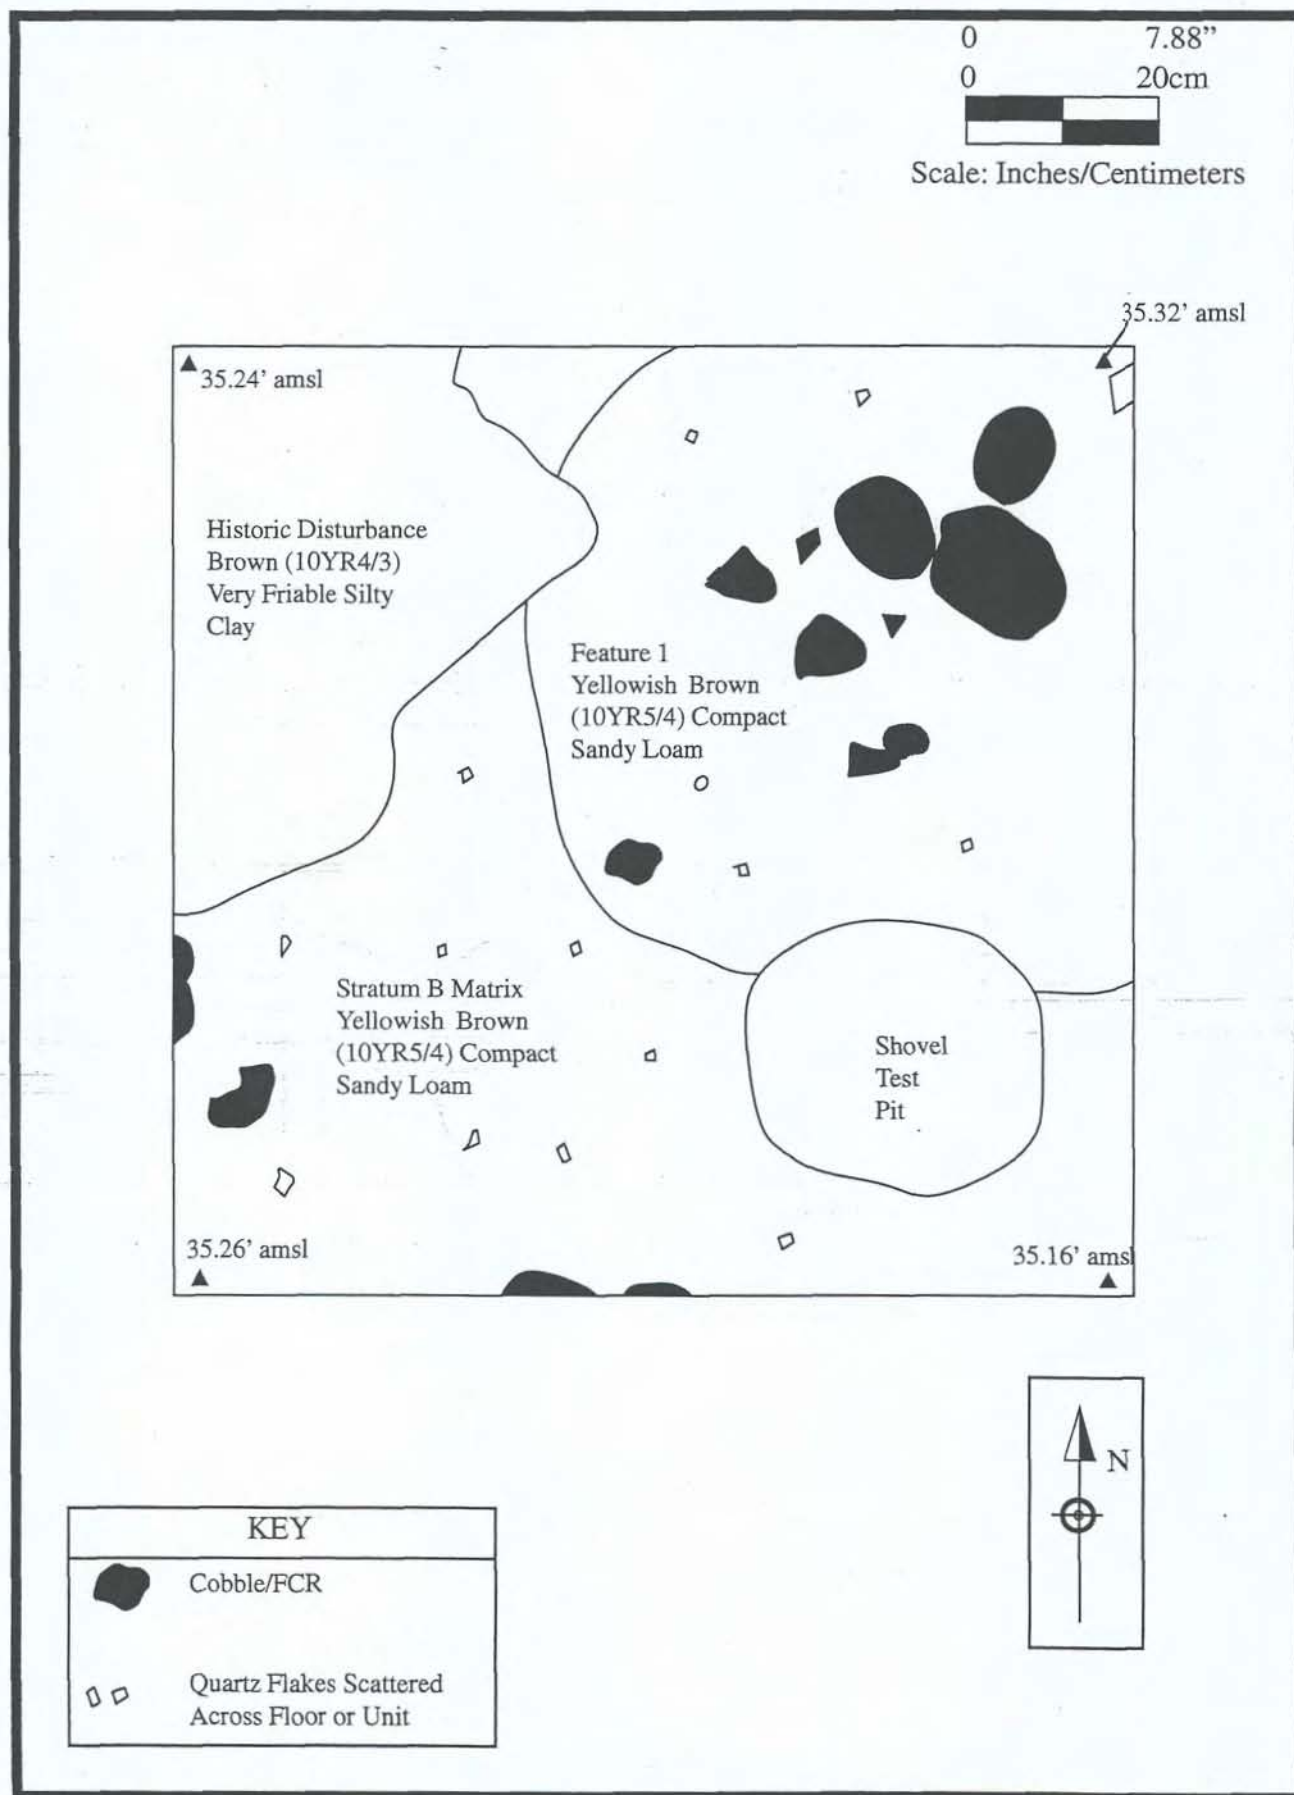 0 7.88”
0 20cm
Scale: Inches/Centimeters
35.32’ amsl
35.24’ amsl
Historic Disturbance
Brown (10YR4/3)
Very Friable Silty
Clay
Feature 1
Yellowish Brown
(10YR5/4) Compact
Sandy Loam
Stratum B Matrix
Yellowish Brown
(10YR5/4) Compact
Sandy Loam
Shovel
Test
Pit
35.26’ amsl
35.16’ amsl
N
KEY
Cobble/FCR
Quartz Flakes Scattered
Across Floor or Unit